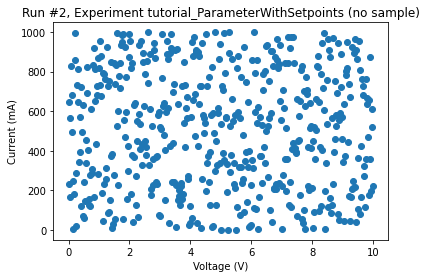 Run #2, Experiment tutorial_ParameterWithSetpoints (no sample)
1000
800
600
400
200
0
Current (mA)
0 2 4 6 8 10
Voltage (V)